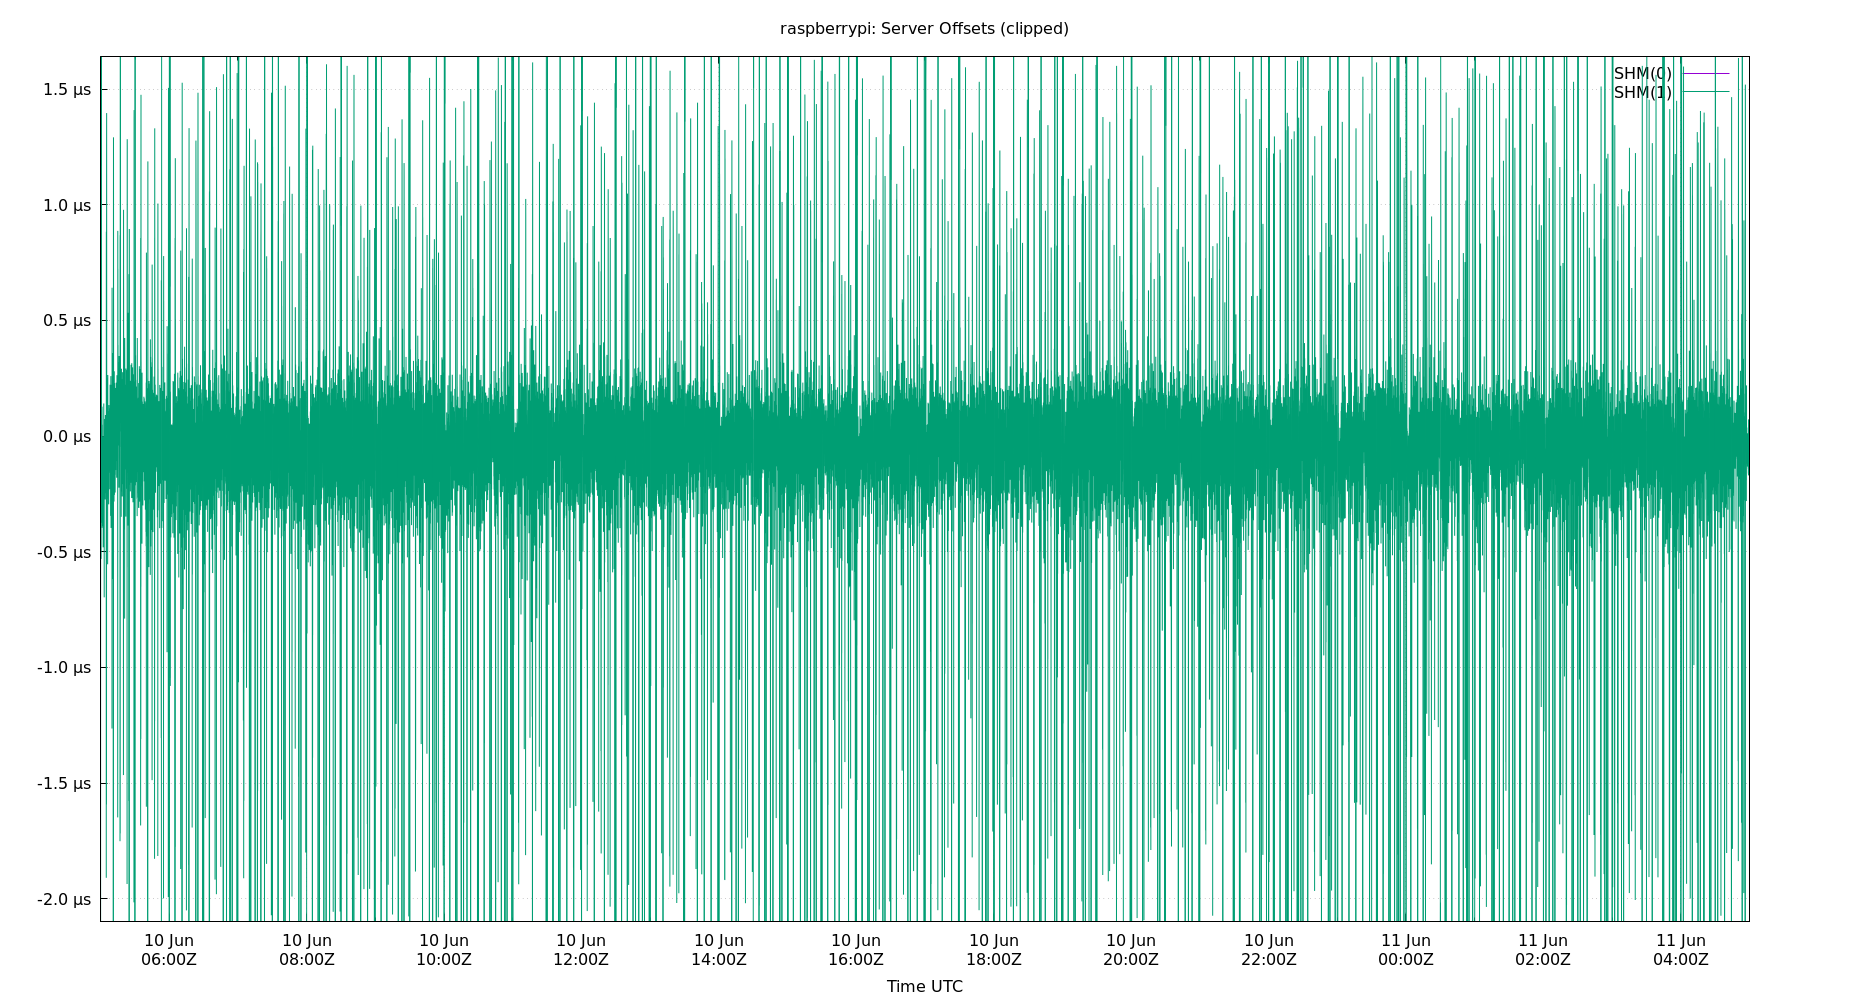 raspberrypi: Server Offsets (clipped)
SHM(0)
SHM(1)
1.5 µs
1.0 µs
0.5 µs
0.0 µs
-0.5 µs
-1.0 µs
-1.5 µs
-2.0 µs
10 Jun 10 Jun 10 Jun 10 Jun 10 Jun 10 Jun 10 Jun 10 Jun 10 Jun 11 Jun 11 Jun 11 Jun
06:00Z 08:00Z 10:00Z 12:00Z 14:00Z 16:00Z 18:00Z 20:00Z 22:00Z 00:00Z 02:00Z 04:00Z
Time UTC